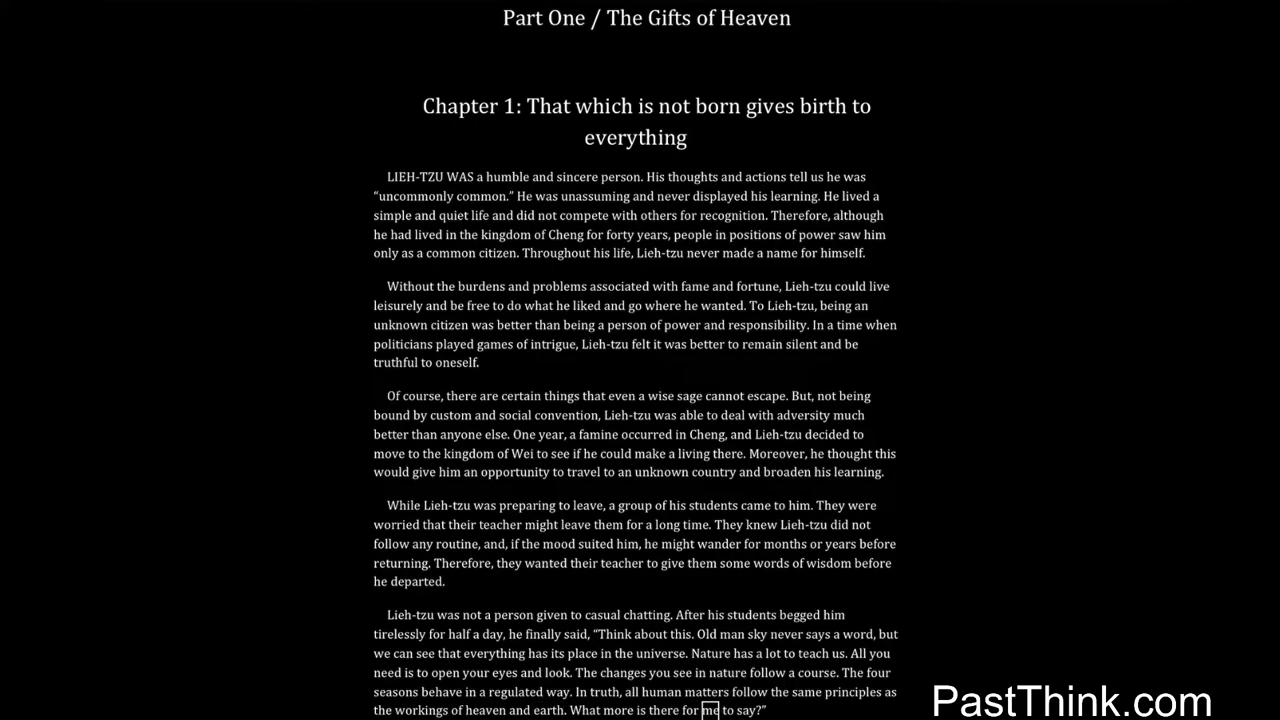 Part One / The Gifts of Heaven
Chapter 1: That which is not born gives birth to
everything
LIEH-TZU WAS a humble and sincere person. His thoughts and actions tell us he was
“uncommonly common.” He was unassuming and never displayed his learning. He lived a
simple and quiet life and did not compete with others for recognition. Therefore, although
he had lived in the kingdom of Cheng for forty years, people in positions of power saw him
only as a common citizen. Throughout his life, Lieh-tzu never made a name for himself.
Without the burdens and problems associated with fame and fortune, Lieh-tzu could live
leisurely and be free to do what he liked and go where he wanted. To Lieh-tzu, being an
unknown citizen was better than being a person of power and responsibility. In a time when
politicians played games of intrigue, Lieh-tzu felt it was better to remain silent and be
truthful to oneself.
Of course, there are certain things that even a wise sage cannot escape. But, not being
bound by custom and social convention, Lieh-tzu was able to deal with adversity much
better than anyone else. One year, a famine occurred in Cheng, and Lieh-tzu decided to
move to the kingdom of Wei to see if he could make a living there. Moreover, he thought this
would give him an opportunity to travel to an unknown country and broaden his learning.
While Lieh-tzu was preparing to leave, a group of his students came to him. They were
worried that their teacher might leave them for a long time. They knew Lieh-tzu did not
follow any routine, and, if the mood suited him, he might wander for months or years before
returning. Therefore, they wanted their teacher to give them some words of wisdom before
he departed.
Lieh-tzu was not a person given to casual chatting. After his students begged him
tirelessly for half a day, he finally said, “Think about this. Old man sky never says a word, but
we can see that everything has its place in the universe. Nature has a lot to teach us. All you
need is to open your eyes and look. The changes you see in nature follow a course. The four
seasons behave in a regulated way. In truth, all human matters follow the same principles as
the workings of heaven and earth. What more is there for me to say?”
PastThink.com